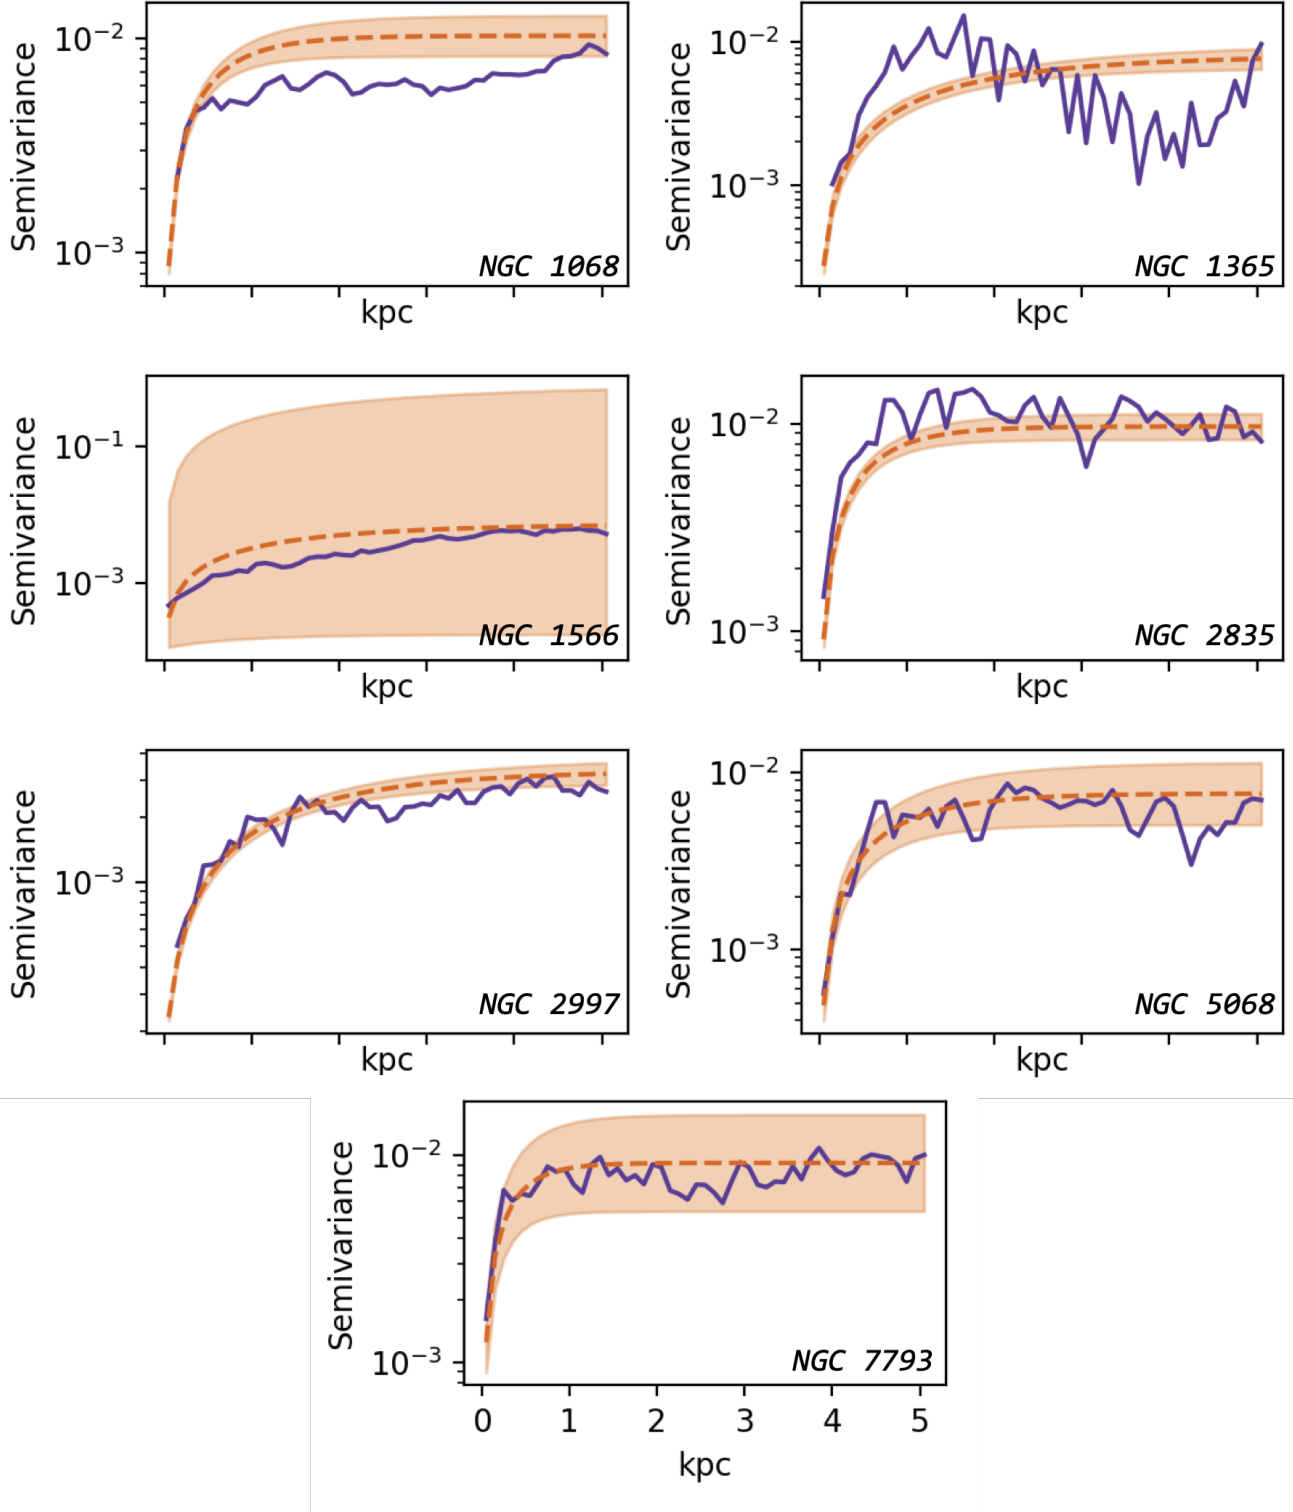 Semivariance
10⁻²
10⁻³
NGC 1068
kpc
Semivariance
10⁻²
10⁻³
NGC 1365
kpc
Semivariance
10⁻¹
10⁻³
NGC 1566
kpc
Semivariance
10⁻²
10⁻³
NGC 2835
kpc
Semivariance
10⁻³
NGC 2997
kpc
Semivariance
10⁻²
10⁻³
NGC 5068
kpc
Semivariance
10⁻²
10⁻³
NGC 7793
0 1 2 3 4 5
kpc